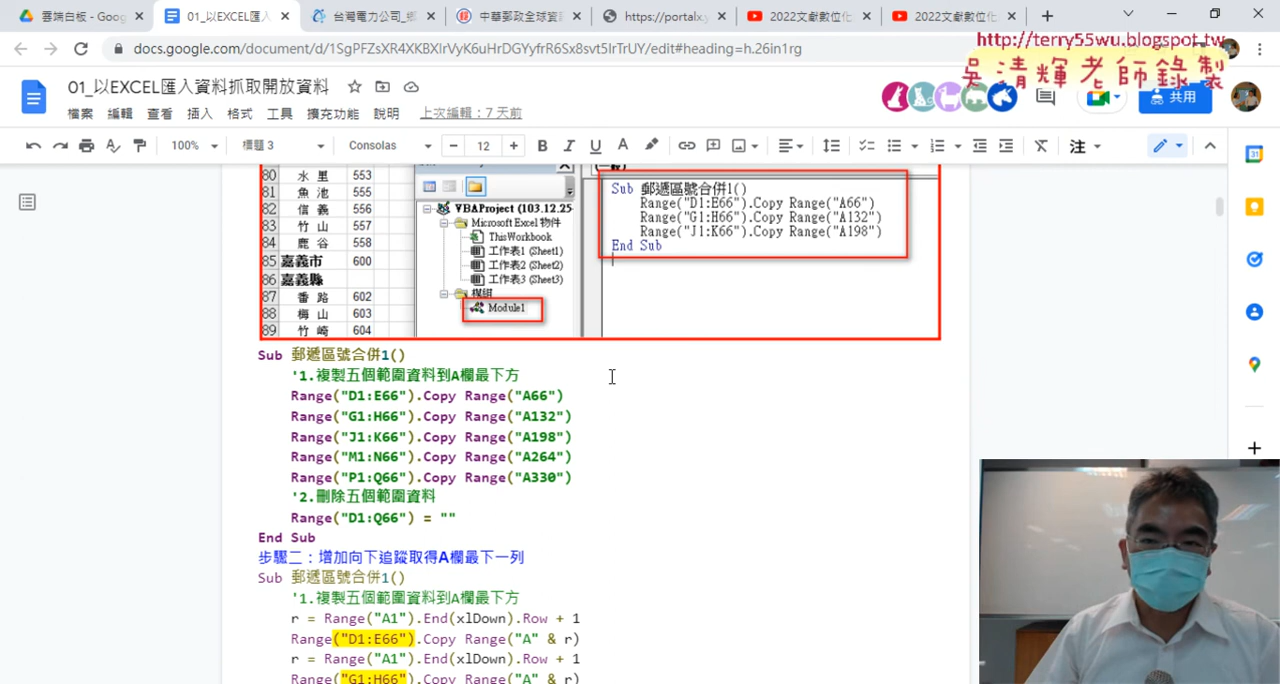 雲端白板 - Goog
01_以EXCEL匯入
台灣電力公司_
中華郵政全球資
https://portalx.y
2022文獻數位化
2022文獻數位化
docs.google.com/document/d/1SgPFZsXR4XKBXIrVyK6uHrDGYyfrR6Sx8svt5IrTrUY/edit#heading=h.26in1rg
http://terry55wu.blogspot.tw
吳清輝老師錄製
01_以EXCEL匯入資料抓取開放資料
共用
檔案 編輯 查看 插入 格式 工具 擴充功能 說明 上次編輯：7 天前
100% 標題 3 Consolas 12
80 水 里 553
81 魚 池 555
82 信 義 556
83 竹 山 557
84 鹿 谷 558
85 嘉義市 600
86 嘉義縣
87 番 路 602
88 梅 山 603
89 竹 崎 604
VBAProject (103.12.25-
Microsoft Excel 物件
ThisWorkbook
工作表1 (Sheet1)
工作表2 (Sheet2)
工作表3 (Sheet3)
模組
Module1
Sub 郵遞區號合併1()
Range("D1:E66").Copy Range("A66")
Range("G1:H66").Copy Range("A132")
Range("J1:K66").Copy Range("A198")
End Sub
Sub 郵遞區號合併1()
'1.複製五個範圍資料到A欄最下方
Range("D1:E66").Copy Range("A66")
Range("G1:H66").Copy Range("A132")
Range("J1:K66").Copy Range("A198")
Range("M1:N66").Copy Range("A264")
Range("P1:Q66").Copy Range("A330")
'2.刪除五個範圍資料
Range("D1:Q66") = ""
End Sub
步驟二：增加向下追蹤取得A欄最下一列
Sub 郵遞區號合併1()
'1.複製五個範圍資料到A欄最下方
r = Range("A1").End(xlDown).Row + 1
Range("D1:E66").Copy Range("A" & r)
r = Range("A1").End(xlDown).Row + 1
Range("G1:H66").Copy Range("A" & r)